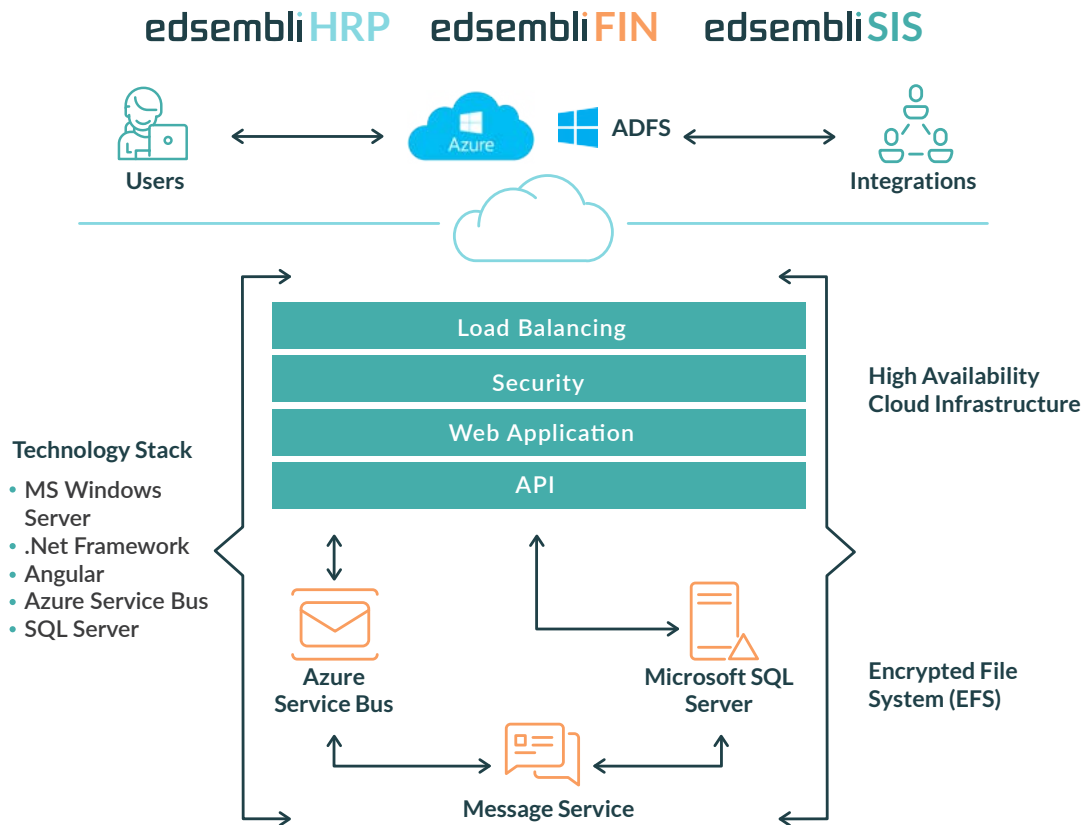 edsembliHRP edsembliFIN edsembliSIS
Azure
ADFS
Users
Integrations
Load Balancing
Security
Web Application
API
High Availability
Cloud Infrastructure
Technology Stack
• MS Windows
Server
• .Net Framework
• Angular
• Azure Service Bus
• SQL Server
Azure
Service Bus
Microsoft SQL
Server
Encrypted File
System (EFS)
Message Service